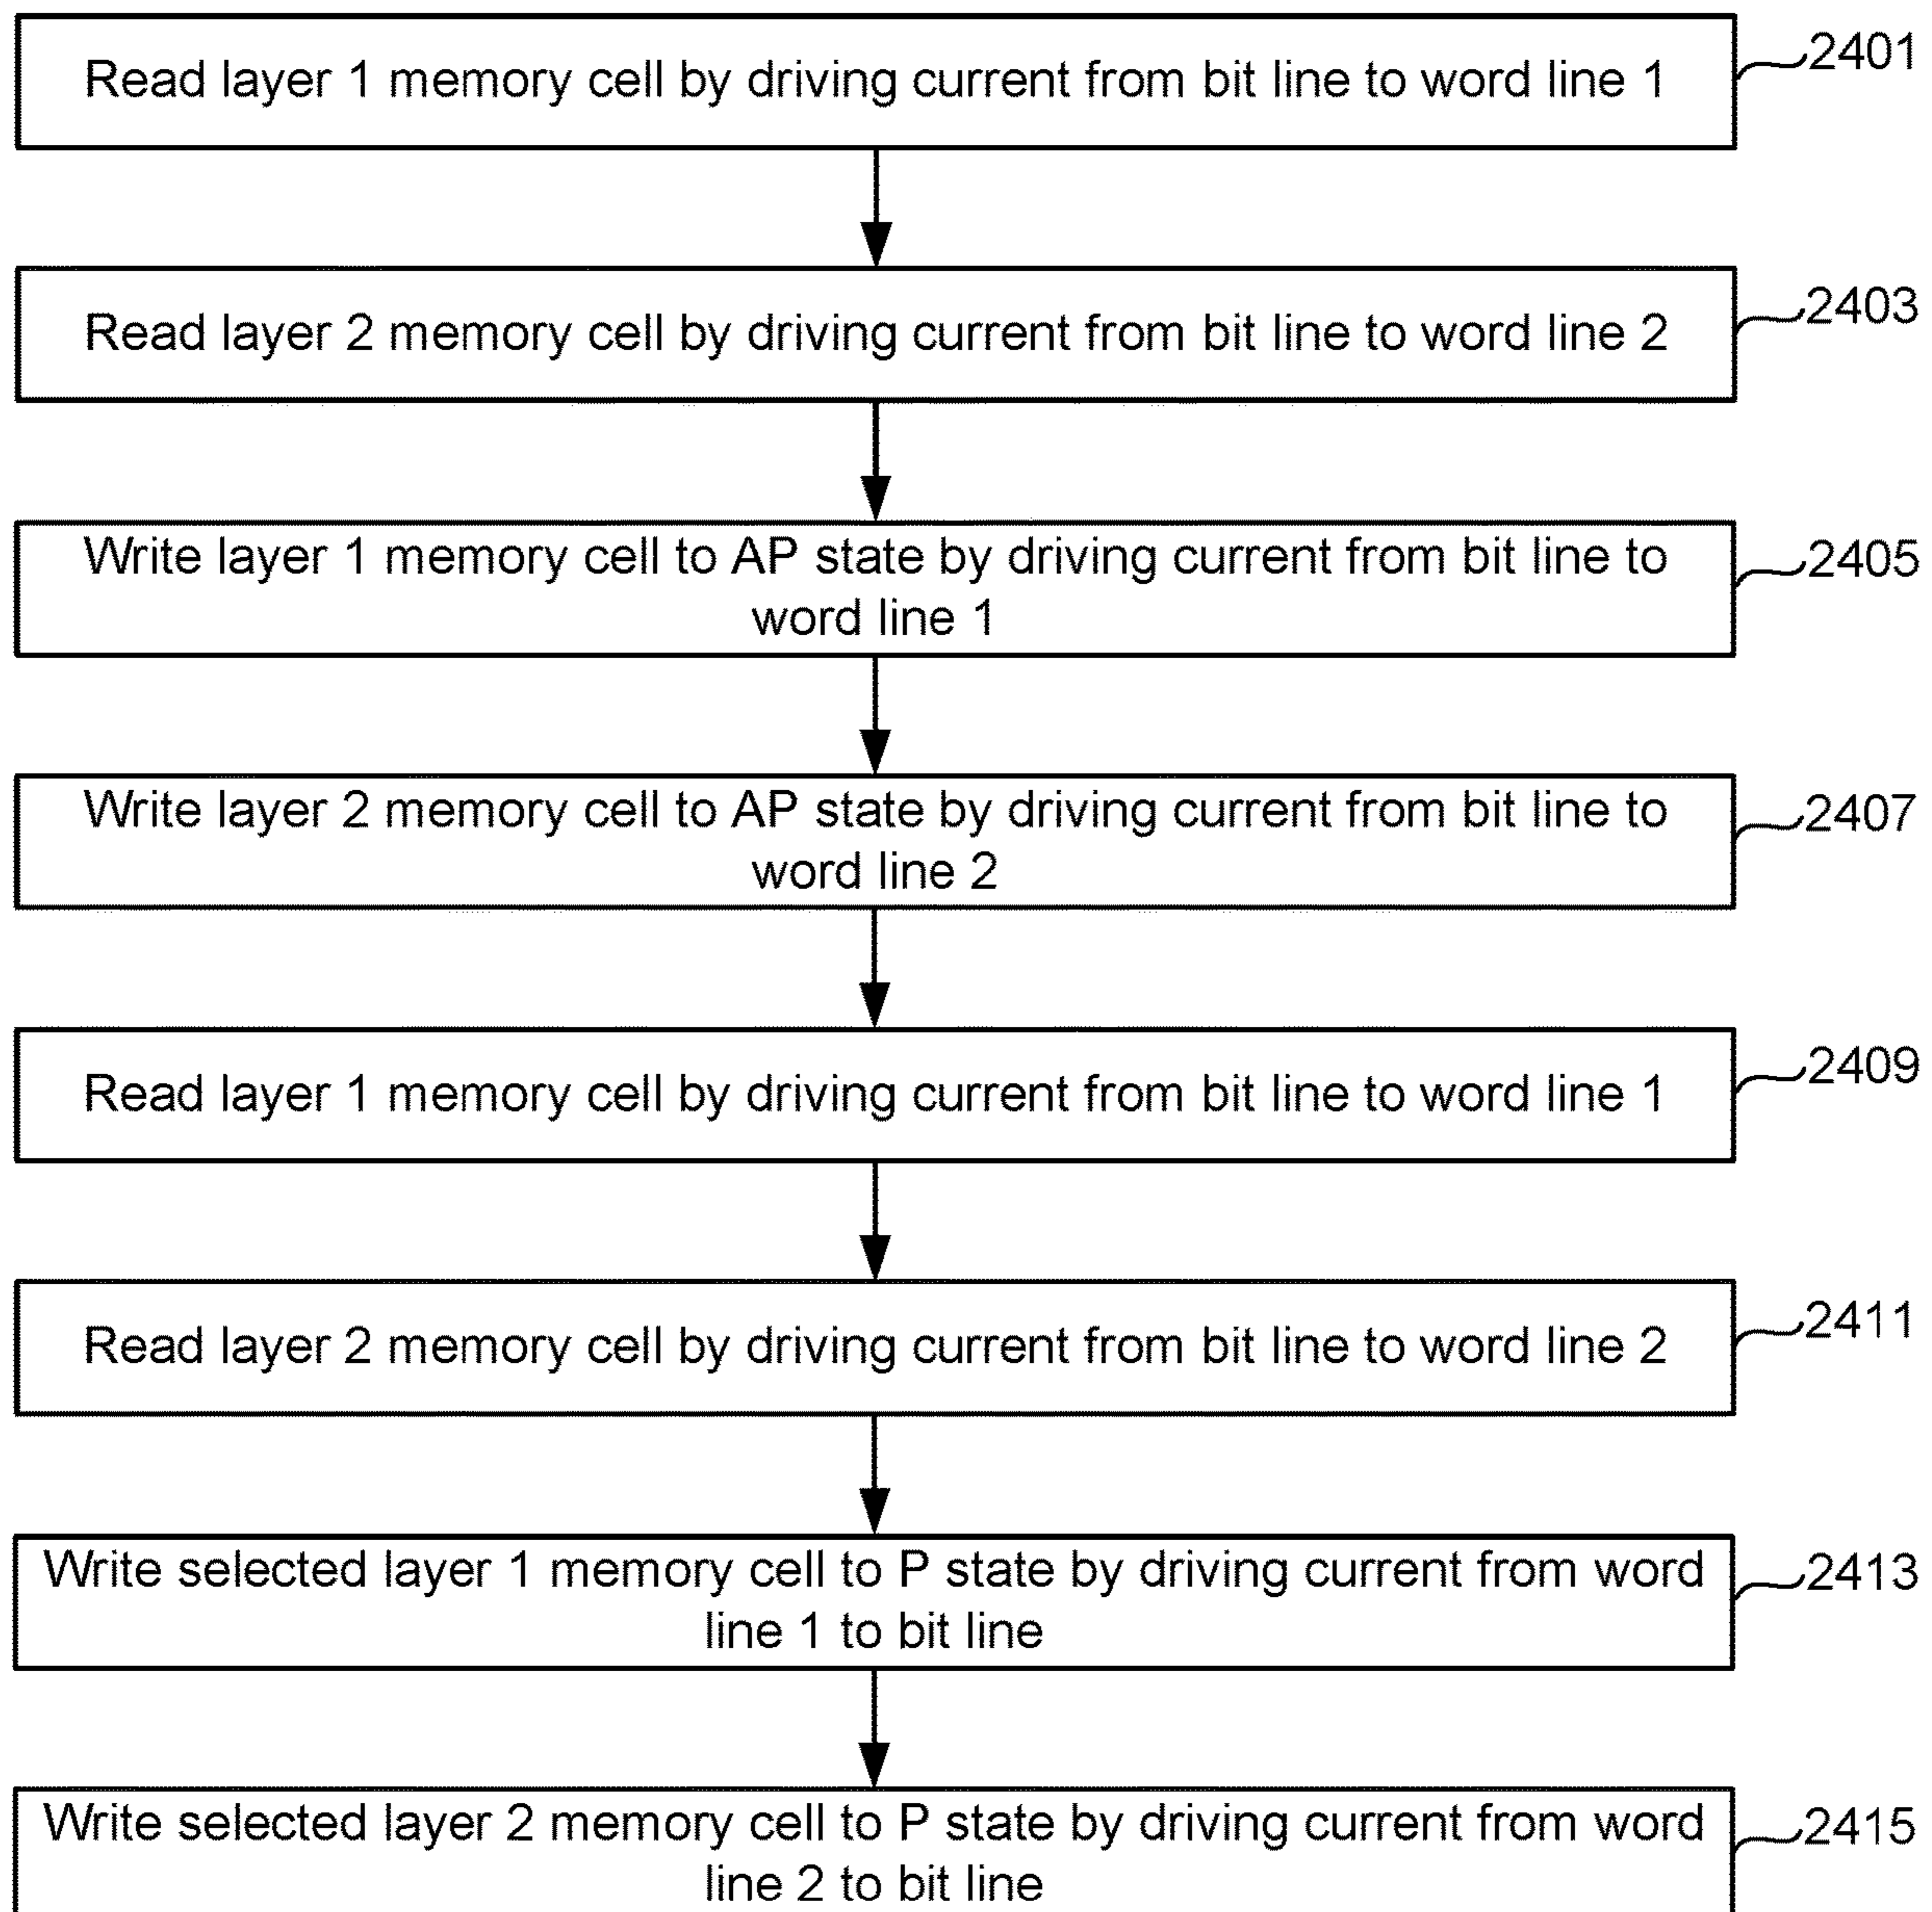 Read layer 1 memory cell by driving current from bit line to word line 1
2401
Read layer 2 memory cell by driving current from bit line to word line 2
2403
Write layer 1 memory cell to AP state by driving current from bit line to
word line 1
2405
Write layer 2 memory cell to AP state by driving current from bit line to
word line 2
2407
Read layer 1 memory cell by driving current from bit line to word line 1
2409
Read layer 2 memory cell by driving current from bit line to word line 2
2411
Write selected layer 1 memory cell to P state by driving current from word
line 1 to bit line
2413
Write selected layer 2 memory cell to P state by driving current from word
line 2 to bit line
2415